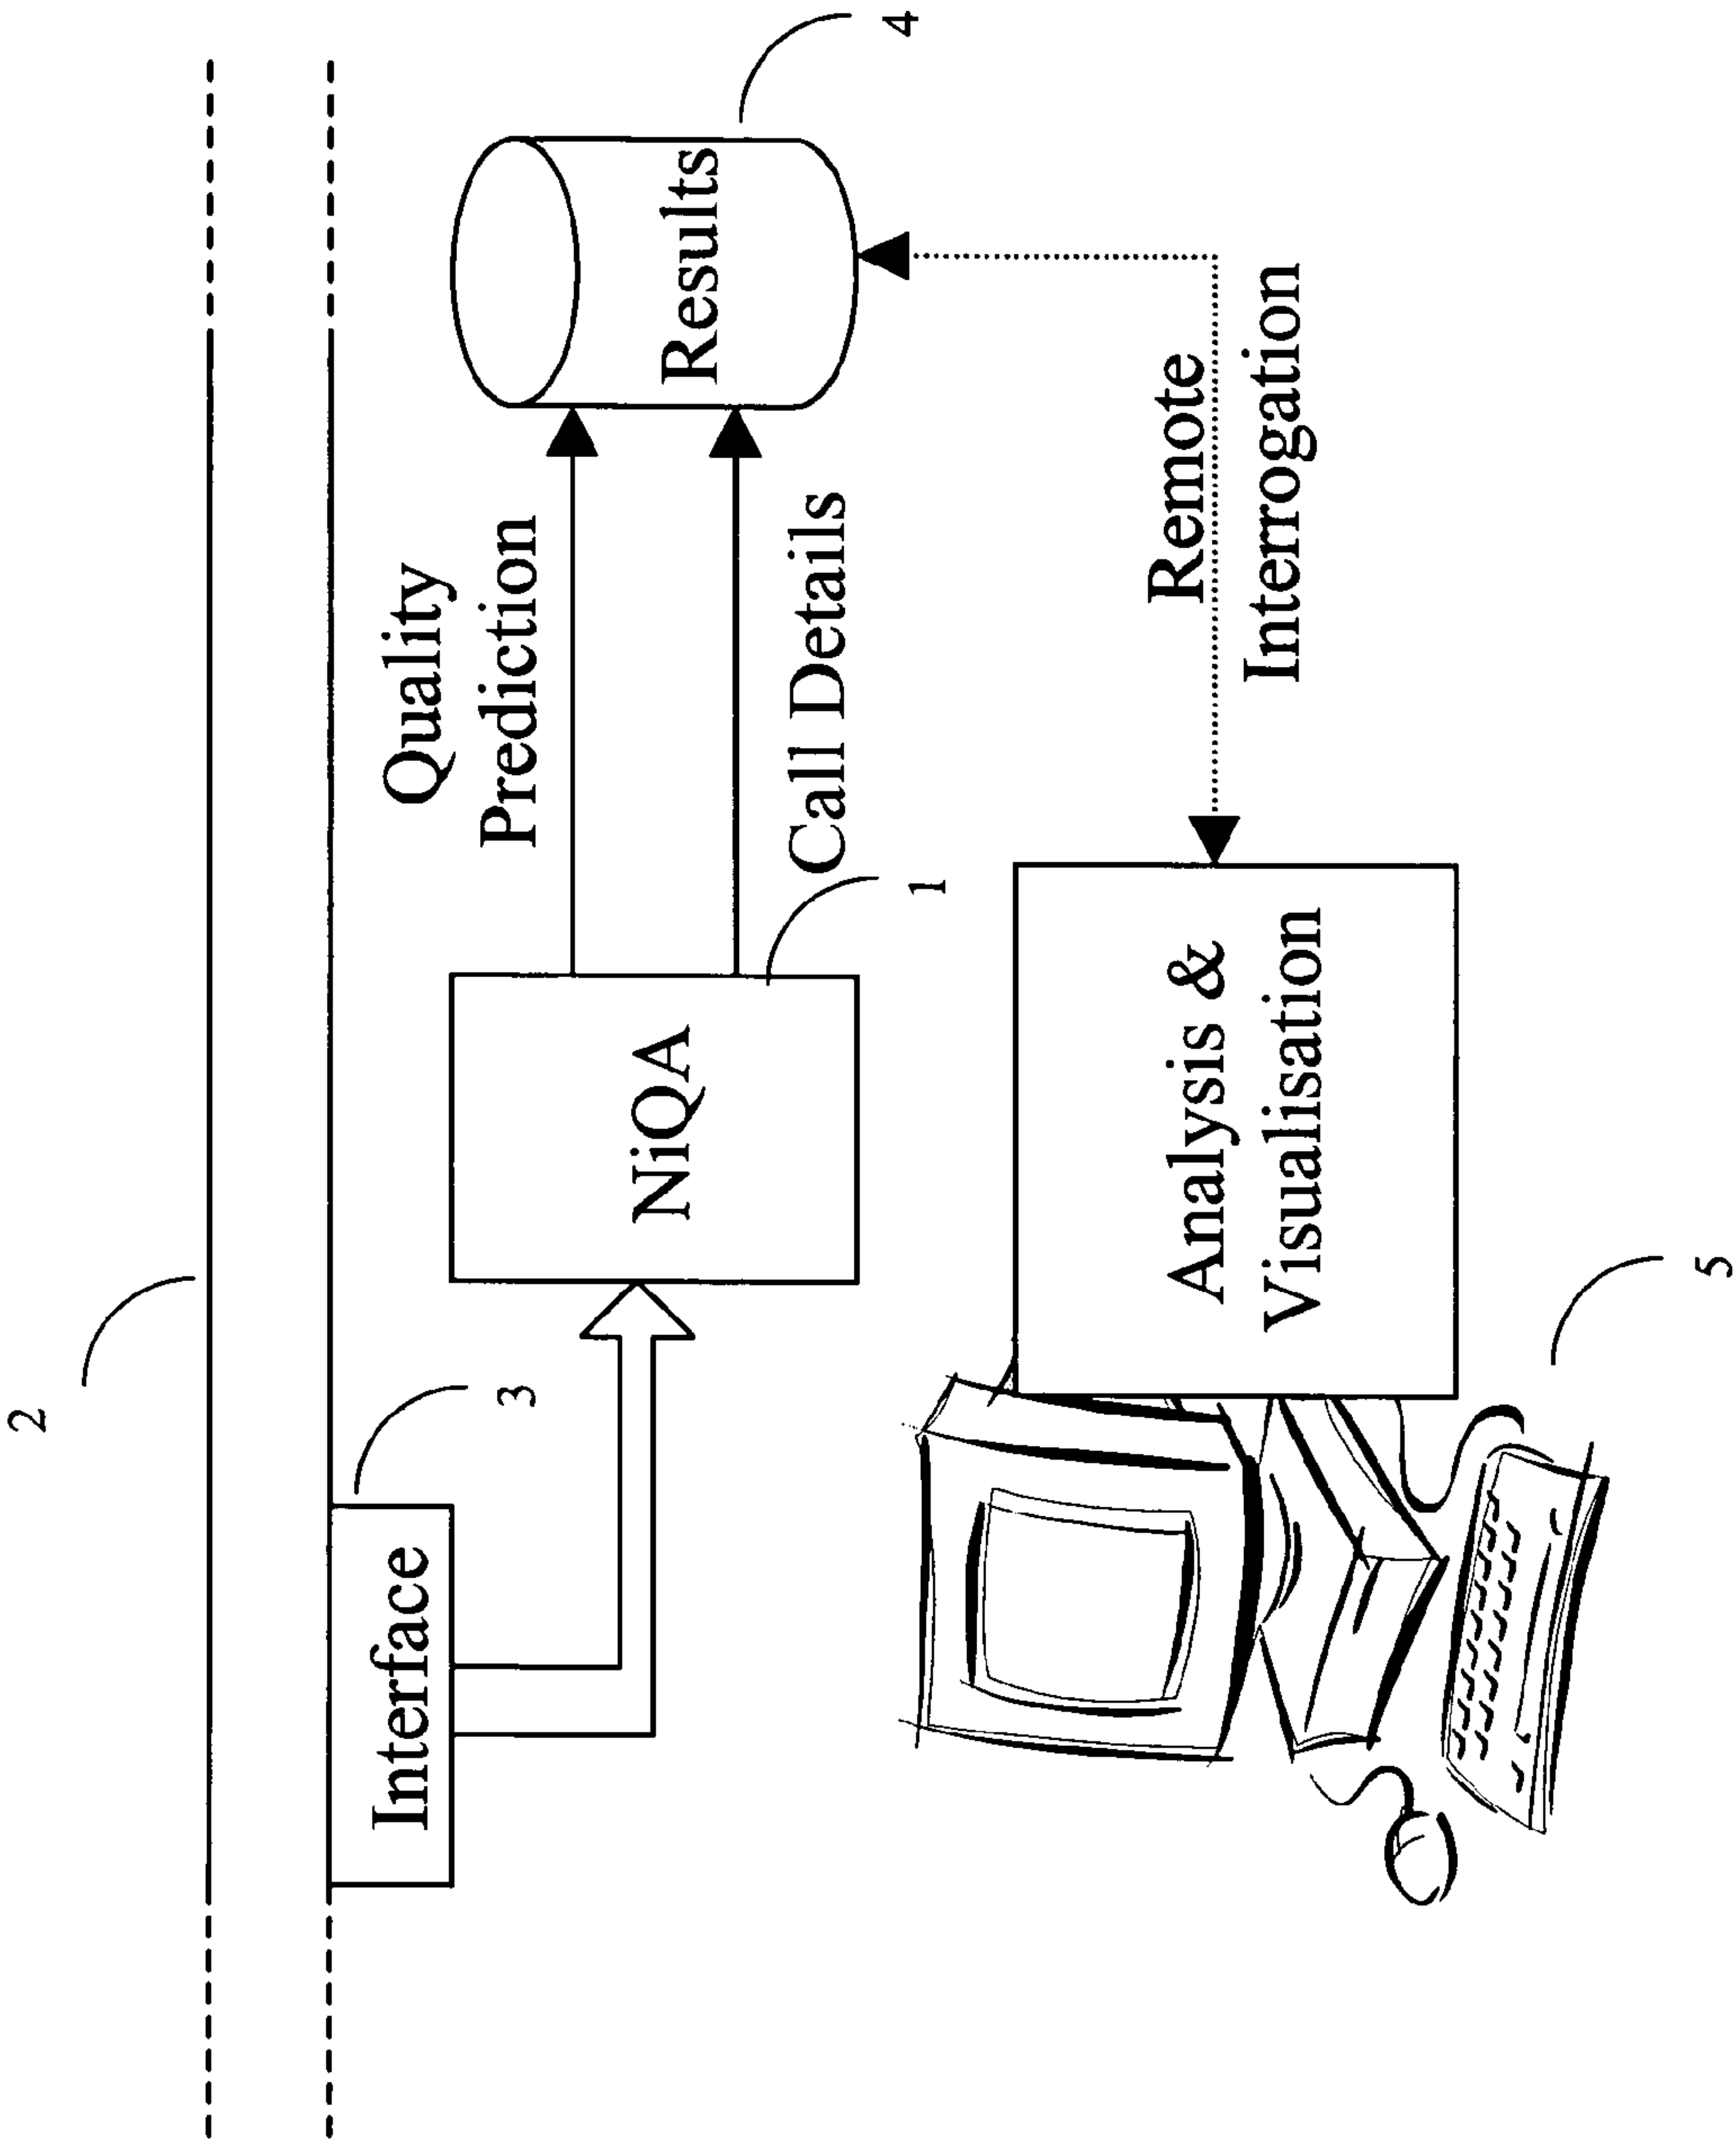 2
Interface
3
Quality
Prediction
NiQA
Results
4
Call Details
1
Remote
Interrogation
Analysis &
Visualisation
5